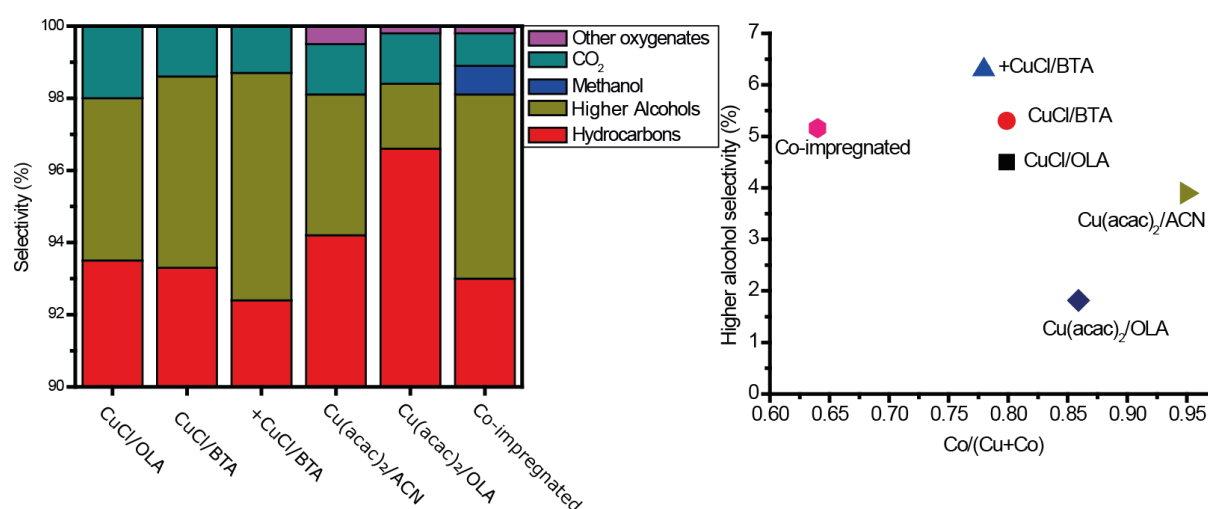 100
98
96
94
92
90
Selectivity (%)
CuCl/OLA
CuCl/BTA
+CuCl/BTA
Cu(acac)₂/ACN
Cu(acac)₂/OLA
Co-impregnated
Other oxygenates
CO₂
Methanol
Higher Alcohols
Hydrocarbons
7
6
5
4
3
2
1
0
Higher alcohol selectivity (%)
+CuCl/BTA
CuCl/BTA
Co-impregnated
CuCl/OLA
Cu(acac)₂/ACN
Cu(acac)₂/OLA
0.60 0.65 0.70 0.75 0.80 0.85 0.90 0.95
Co/(Cu+Co)